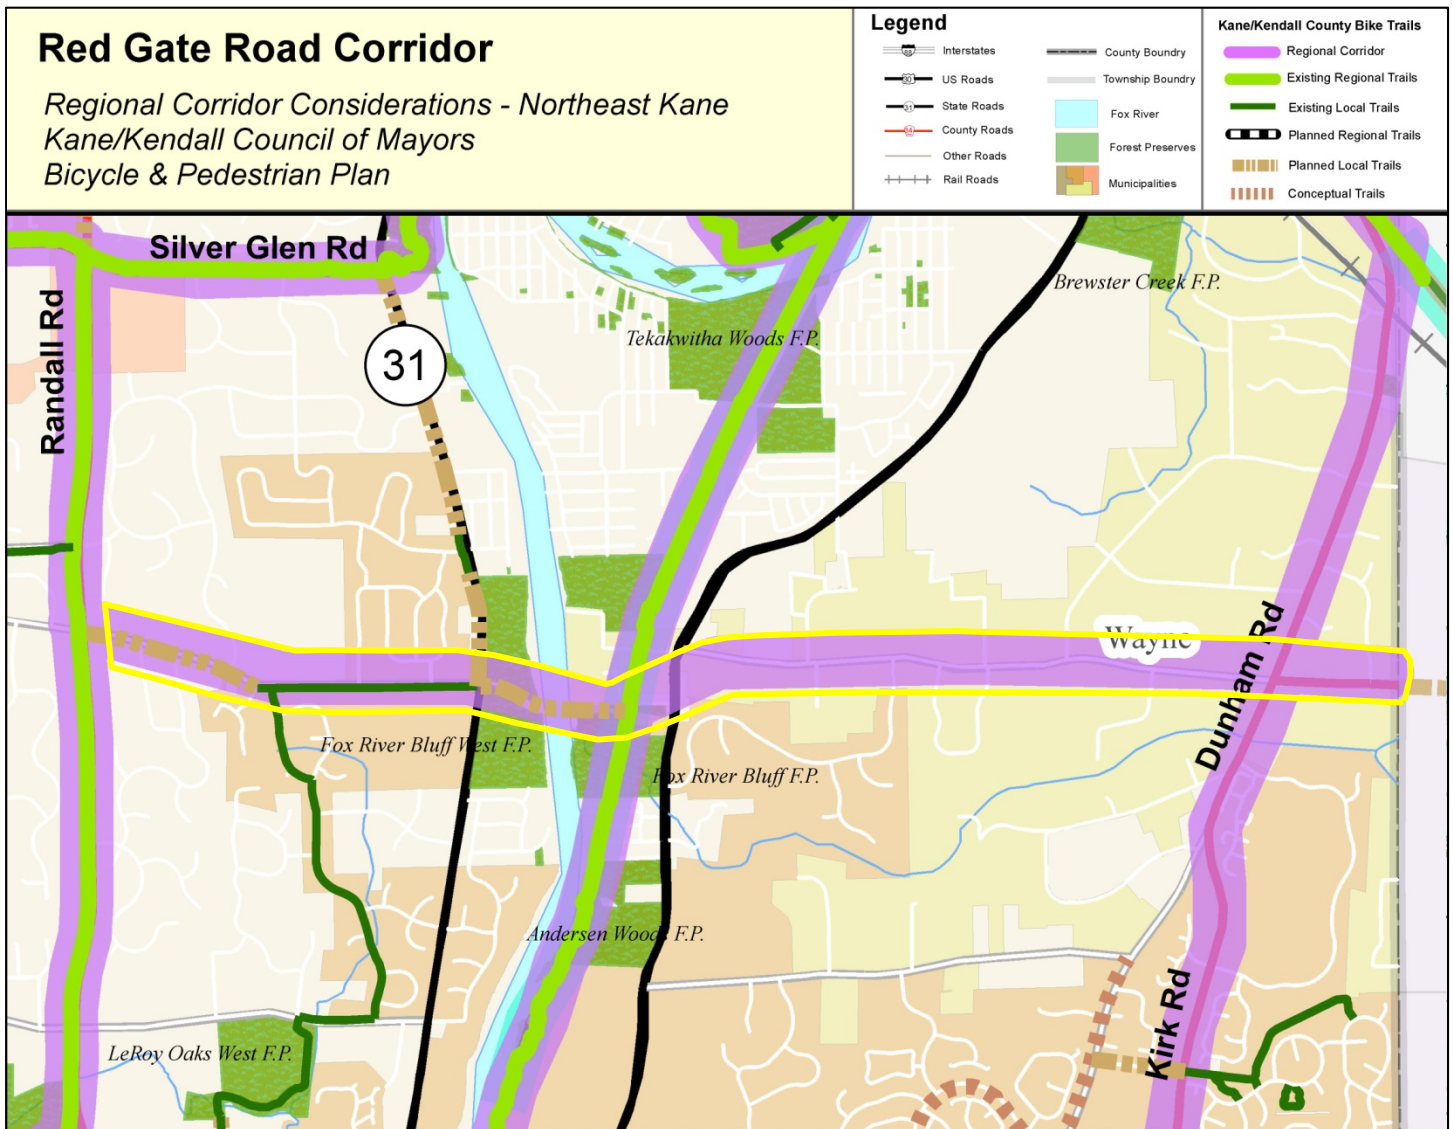 Red Gate Road Corridor
Regional Corridor Considerations - Northeast Kane
Kane/Kendall Council of Mayors
Bicycle & Pedestrian Plan
Legend
Interstates
US Roads
State Roads
County Roads
Other Roads
Rail Roads
County Boundry
Township Boundry
Fox River
Forest Preserves
Municipalities
Kane/Kendall County Bike Trails
Regional Corridor
Existing Regional Trails
Existing Local Trails
Planned Regional Trails
Planned Local Trails
Conceptual Trails
Silver Glen Rd
Randall Rd
31
Tekakwitha Woods F.P.
Brewster Creek F.P.
Wayne
Dunham Rd
Fox River Bluff West F.P.
Fox River Bluff F.P.
Andersen Woods F.P.
LeRoy Oaks West F.P.
Kirk Rd